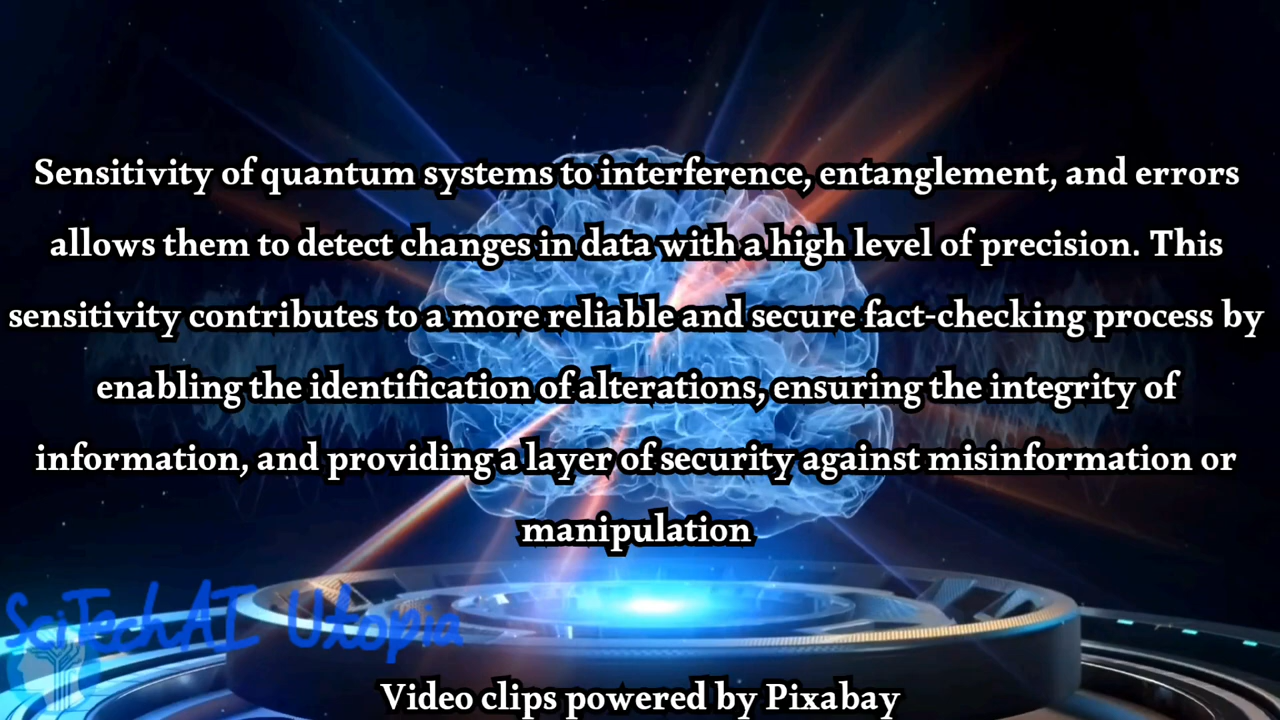 Sensitivity of quantum systems to interference, entanglement, and errors
allows them to detect changes in data with a high level of precision. This
sensitivity contributes to a more reliable and secure fact-checking process by
enabling the identification of alterations, ensuring the integrity of
information, and providing a layer of security against misinformation or
manipulation
SciTechAI Utopia
Video clips powered by Pixabay